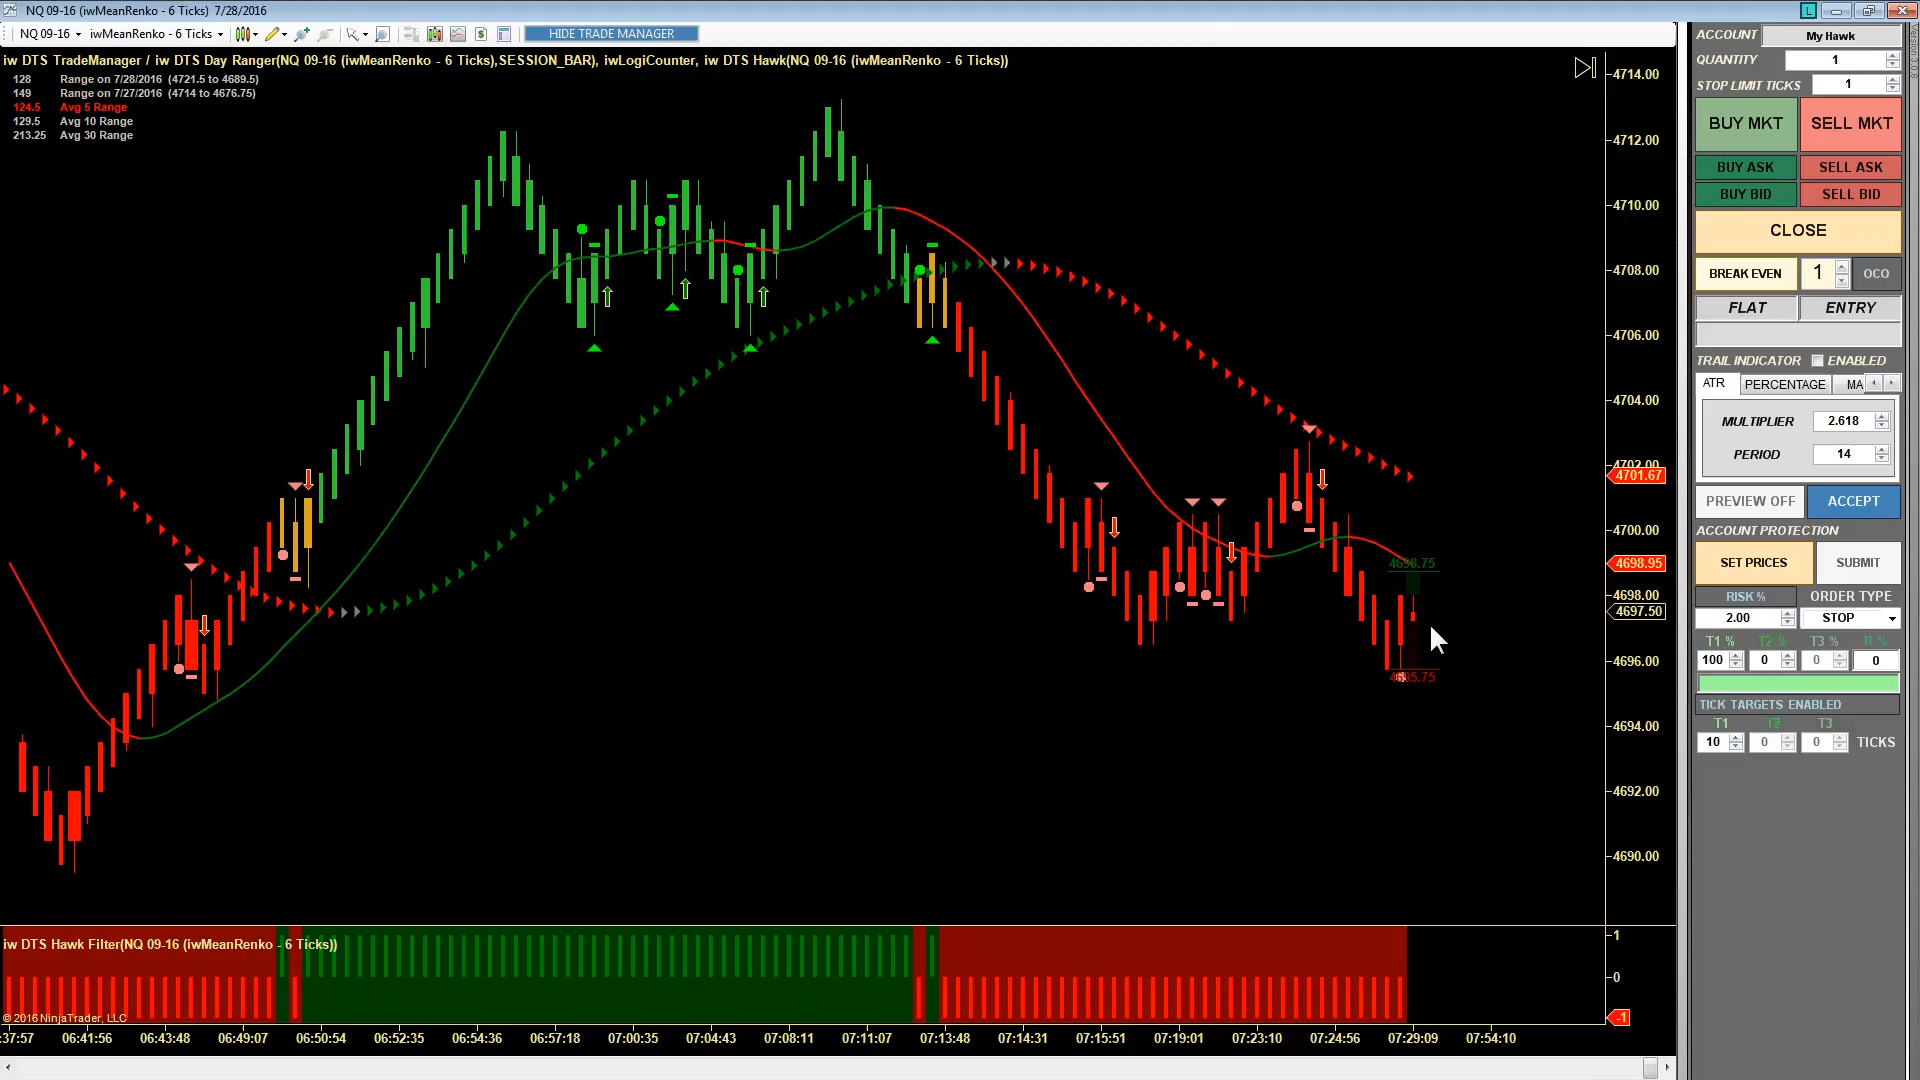 NQ 09-16 (iwMeanRenko - 6 Ticks) 7/28/2016
L
NQ 09-16 iwMeanRenko - 6 Ticks HIDE TRADE MANAGER
iw DTS TradeManager / iw DTS Day Ranger(NQ 09-16 (iwMeanRenko - 6 Ticks),SESSION_BAR), iwLogiCounter, iw DTS Hawk(NQ 09-16 (iwMeanRenko - 6 Ticks))
128 Range on 7/28/2016 (4721.5 to 4689.5)
149 Range on 7/27/2016 (4714 to 4676.75)
124.5 Avg 5 Range
129.5 Avg 10 Range
213.25 Avg 30 Range
4714.00
4712.00
4710.00
4708.00
4706.00
4704.00
4702.00
4701.67
4700.00
4698.95
4698.75
4698.00
4697.50
4696.00
4695.75
4694.00
4692.00
4690.00
iw DTS Hawk Filter(NQ 09-16 (iwMeanRenko - 6 Ticks))
1
0
-1
© 2016 NinjaTrader, LLC
:37:57 06:41:56 06:43:48 06:49:07 06:50:54 06:52:35 06:54:36 06:57:18 07:00:35 07:04:43 07:08:11 07:11:07 07:13:48 07:14:31 07:15:51 07:19:01 07:23:10 07:24:56 07:29:09 07:54:10
ACCOUNT My Hawk
QUANTITY 1
STOP LIMIT TICKS 1
BUY MKT SELL MKT
BUY ASK SELL ASK
BUY BID SELL BID
CLOSE
BREAK EVEN 1 OCO
FLAT ENTRY
TRAIL INDICATOR ENABLED
ATR PERCENTAGE MA
MULTIPLIER 2.618
PERIOD 14
PREVIEW OFF ACCEPT
ACCOUNT PROTECTION
SET PRICES SUBMIT
RISK % ORDER TYPE
2.00 STOP
T1 % T2 % T3 % R %
100 0 0 0
TICK TARGETS ENABLED
T1 T2 T3
10 0 0 TICKS